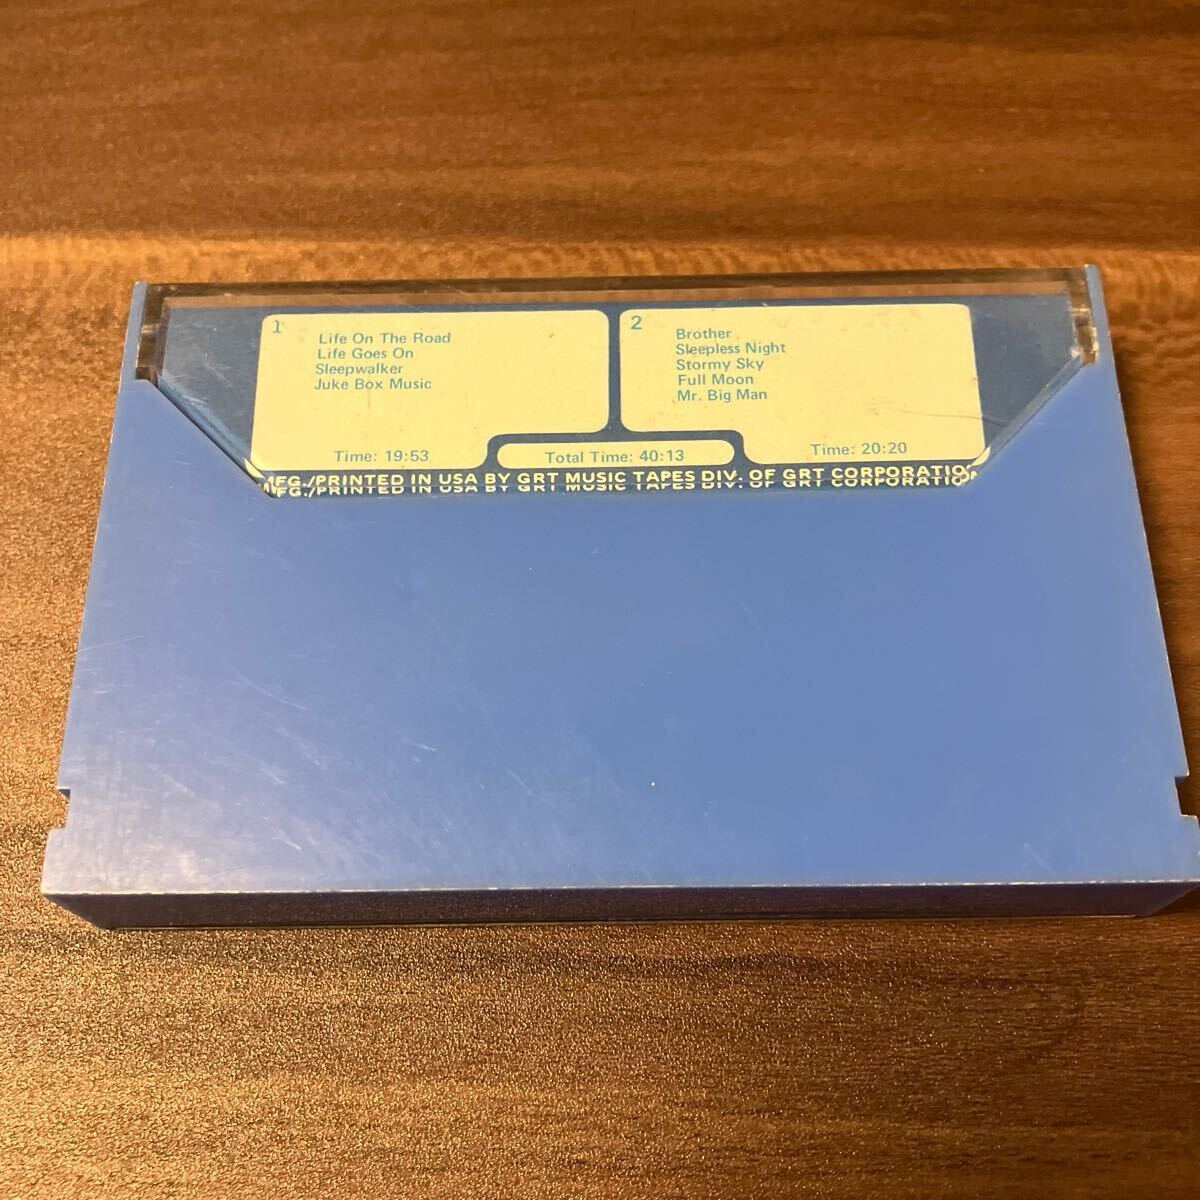 1
Life On The Road
Life Goes On
Sleepwalker
Juke Box Music
Time: 19:53
2
Brother
Sleepless Night
Stormy Sky
Full Moon
Mr. Big Man
Time: 20:20
Total Time: 40:13
MFG./PRINTED IN USA BY GRT MUSIC TAPES DIV. OF GRT CORPORATION